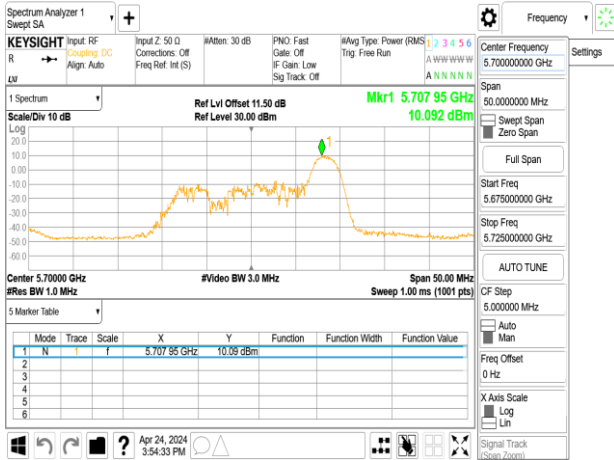 Spectrum Analyzer 1
Swept SA
+
Frequency
Settings
KEYSIGHT
R
Input: RF
Coupling: DC
Align: Auto
Input Z: 50 Ω
Corrections: Off
Freq Ref: Int (S)
#Atten: 30 dB
PNO: Fast
Gate: Off
IF Gain: Low
Sig Track: Off
#Avg Type: Power (RMS
Trig: Free Run
1 2 3 4 5 6
A W W W W W
A N N N N N
1 Spectrum
Scale/Div 10 dB
Ref Lvl Offset 11.50 dB
Ref Level 30.00 dBm
Mkr1 5.707 95 GHz
10.092 dBm
Log
20.0
10.0
0.00
-10.0
-20.0
-30.0
-40.0
-50.0
-60.0
1
Center 5.70000 GHz
#Res BW 1.0 MHz
#Video BW 3.0 MHz
Span 50.00 MHz
Sweep 1.00 ms (1001 pts)
5 Marker Table
Mode Trace Scale X Y Function Function Width Function Value
1 N 1 f 5.707 95 GHz 10.09 dBm
2
3
4
5
6
Apr 24, 2024
3:54:33 PM
Center Frequency
5.700000000 GHz
Span
50.0000000 MHz
Swept Span
Zero Span
Full Span
Start Freq
5.675000000 GHz
Stop Freq
5.725000000 GHz
AUTO TUNE
CF Step
5.000000 MHz
Auto
Man
Freq Offset
0 Hz
X Axis Scale
Log
Lin
Signal Track
(Span Zoom)